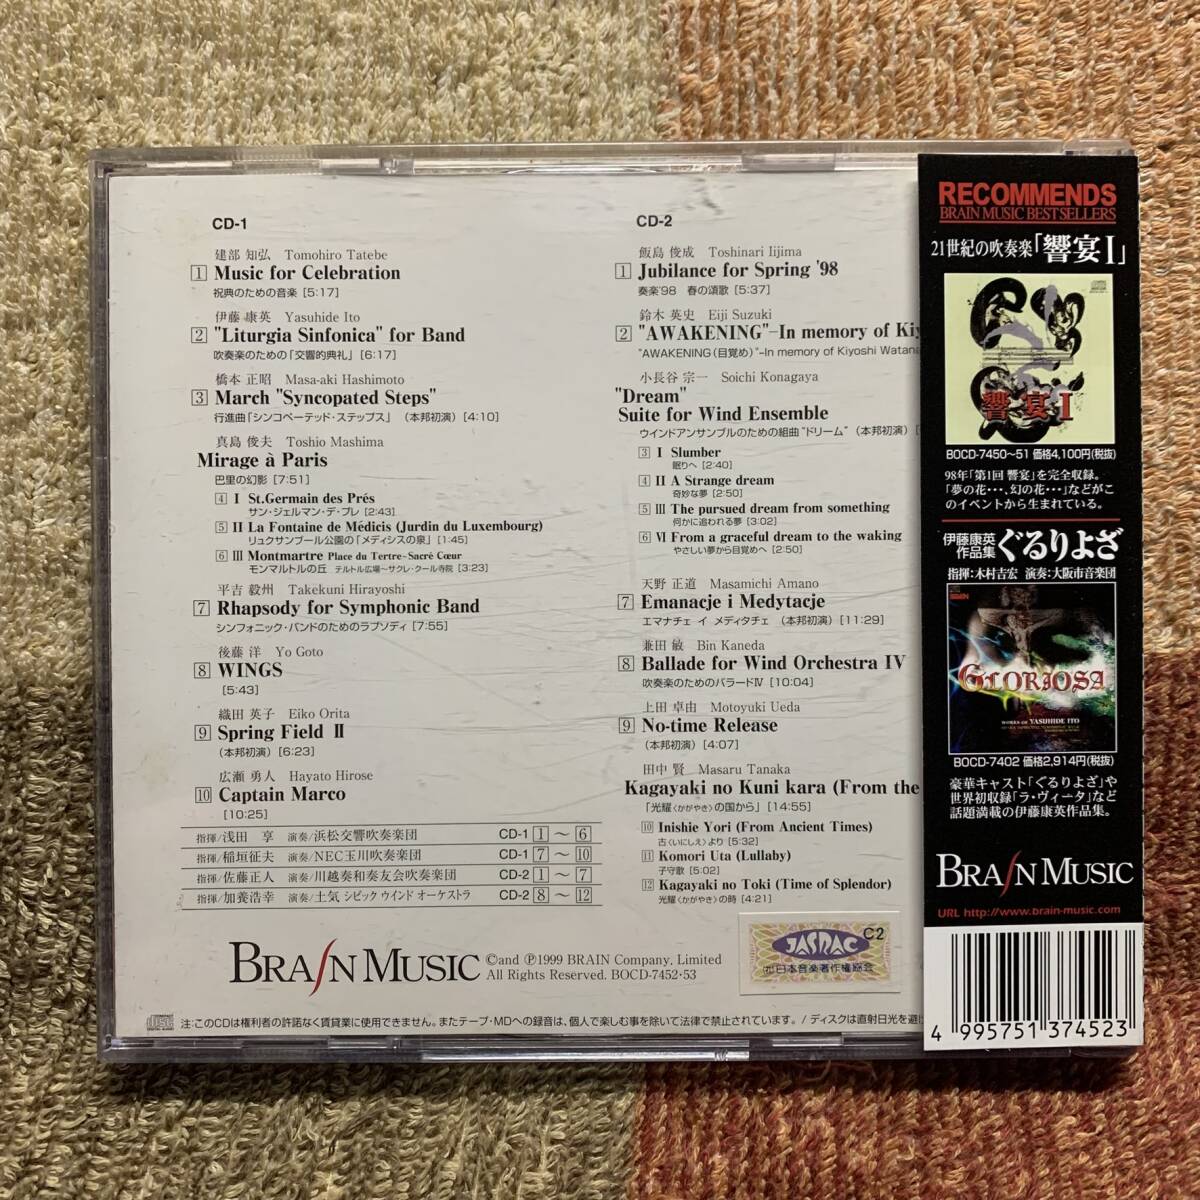 CD-1
建部 知弘 Tomohiro Tatebe
1 Music for Celebration
祝典のための音楽 [5:17]
伊藤 康英 Yasuhide Ito
2 "Liturgia Sinfonica" for Band
吹奏楽のための「交響的典礼」 [6:17]
橋本 正昭 Masa-aki Hashimoto
3 March "Syncopated Steps"
行進曲「シンコペーテッド・ステップス」 (本邦初演) [4:10]
真島 俊夫 Toshio Mashima
Mirage à Paris
巴里の幻影 [7:51]
4 I St.Germain des Prés
サン・ジェルマン・デ・プレ [2:43]
5 II La Fontaine de Médicis (Jurdin du Luxembourg)
リュクサンブール公園の「メディシスの泉」 [1:45]
6 III Montmartre Place du Tertre~Sacré Cœur
モンマルトルの丘 テルトル広場~サクレ・クール寺院 [3:23]
平吉 毅州 Takekuni Hirayoshi
7 Rhapsody for Symphonic Band
シンフォニック・バンドのためのラプソディ [7:55]
後藤 洋 Yo Goto
8 WINGS
[5:43]
織田 英子 Eiko Orita
9 Spring Field II
(本邦初演) [6:23]
広瀬 勇人 Hayato Hirose
10 Captain Marco
[10:25]
指揮/浅田 享 演奏/浜松交響吹奏楽団 CD-1 1~6
指揮/稲垣征夫 演奏/NEC玉川吹奏楽団 CD-1 7~10
指揮/佐藤正人 演奏/川越奏和奏友会吹奏楽団 CD-2 1~7
指揮/加養浩幸 演奏/土気シビックウインドオーケストラ CD-2 8~12
CD-2
飯島 俊成 Toshinari Iijima
1 Jubilance for Spring '98
奏楽'98 春の頌歌 [5:37]
鈴木 英史 Eiji Suzuki
2 "AWAKENING"-In memory of Kiy
"AWAKENING(目覚め)"-In memory of Kiyoshi Watana
小長谷 宗一 Soichi Konagaya
"Dream"
Suite for Wind Ensemble
ウインドアンサンブルのための組曲"ドリーム" (本邦初演) [
3 I Slumber
眠りへ [2:40]
4 II A Strange dream
奇妙な夢 [2:50]
5 III The pursued dream from something
何かに追われる夢 [3:02]
6 VI From a graceful dream to the waking
やさしい夢から目覚めへ [2:50]
天野 正道 Masamichi Amano
7 Emanacje i Medytacje
エマナチェ イ メディタチェ (本邦初演) [11:29]
兼田 敏 Bin Kaneda
8 Ballade for Wind Orchestra IV
吹奏楽のためのバラードIV [10:04]
上田 卓由 Motoyuki Ueda
9 No-time Release
(本邦初演) [4:07]
田中 賢 Masaru Tanaka
Kagayaki no Kuni kara (From the
「光耀〈かがやき〉の国から」 [14:55]
10 Inishie Yori (From Ancient Times)
古〈いにしえ〉より [5:32]
11 Komori Uta (Lullaby)
子守歌 [5:02]
12 Kagayaki no Toki (Time of Splendor)
光耀〈かがやき〉の時 [4:21]
JASRAC C2
(社)日本音楽著作権協会
BRAIN MUSIC
©and Ⓟ1999 BRAIN Company, Limited
All Rights Reserved. BOCD-7452·53
注:このCDは権利者の許諾なく賃貸業に使用できません。またテープ・MDへの録音は、個人で楽しむ事を除いて法律で禁止されています。/ディスクは直射日光を避け
RECOMMENDS
BRAIN MUSIC BEST SELLERS
21世紀の吹奏楽「響宴I」
響宴I
BOCD-7450~51 価格4,100円(税抜)
98年「第1回 響宴」を完全収録。
「夢の花・・・、幻の花・・・」などがこ
のイベントから生まれている。
伊藤康英
作品集 ぐるりよざ
指揮:木村吉宏 演奏:大阪市音楽団
GLORIOSA
WORKS OF YASUHIDE ITO
BOCD-7402 価格2,914円(税抜)
豪華キャスト「ぐるりよざ」や
世界初収録「ラ・ヴィータ」など
話題満載の伊藤康英作品集。
BRAIN MUSIC
URL http://www.brain-music.com
4 995751 374523